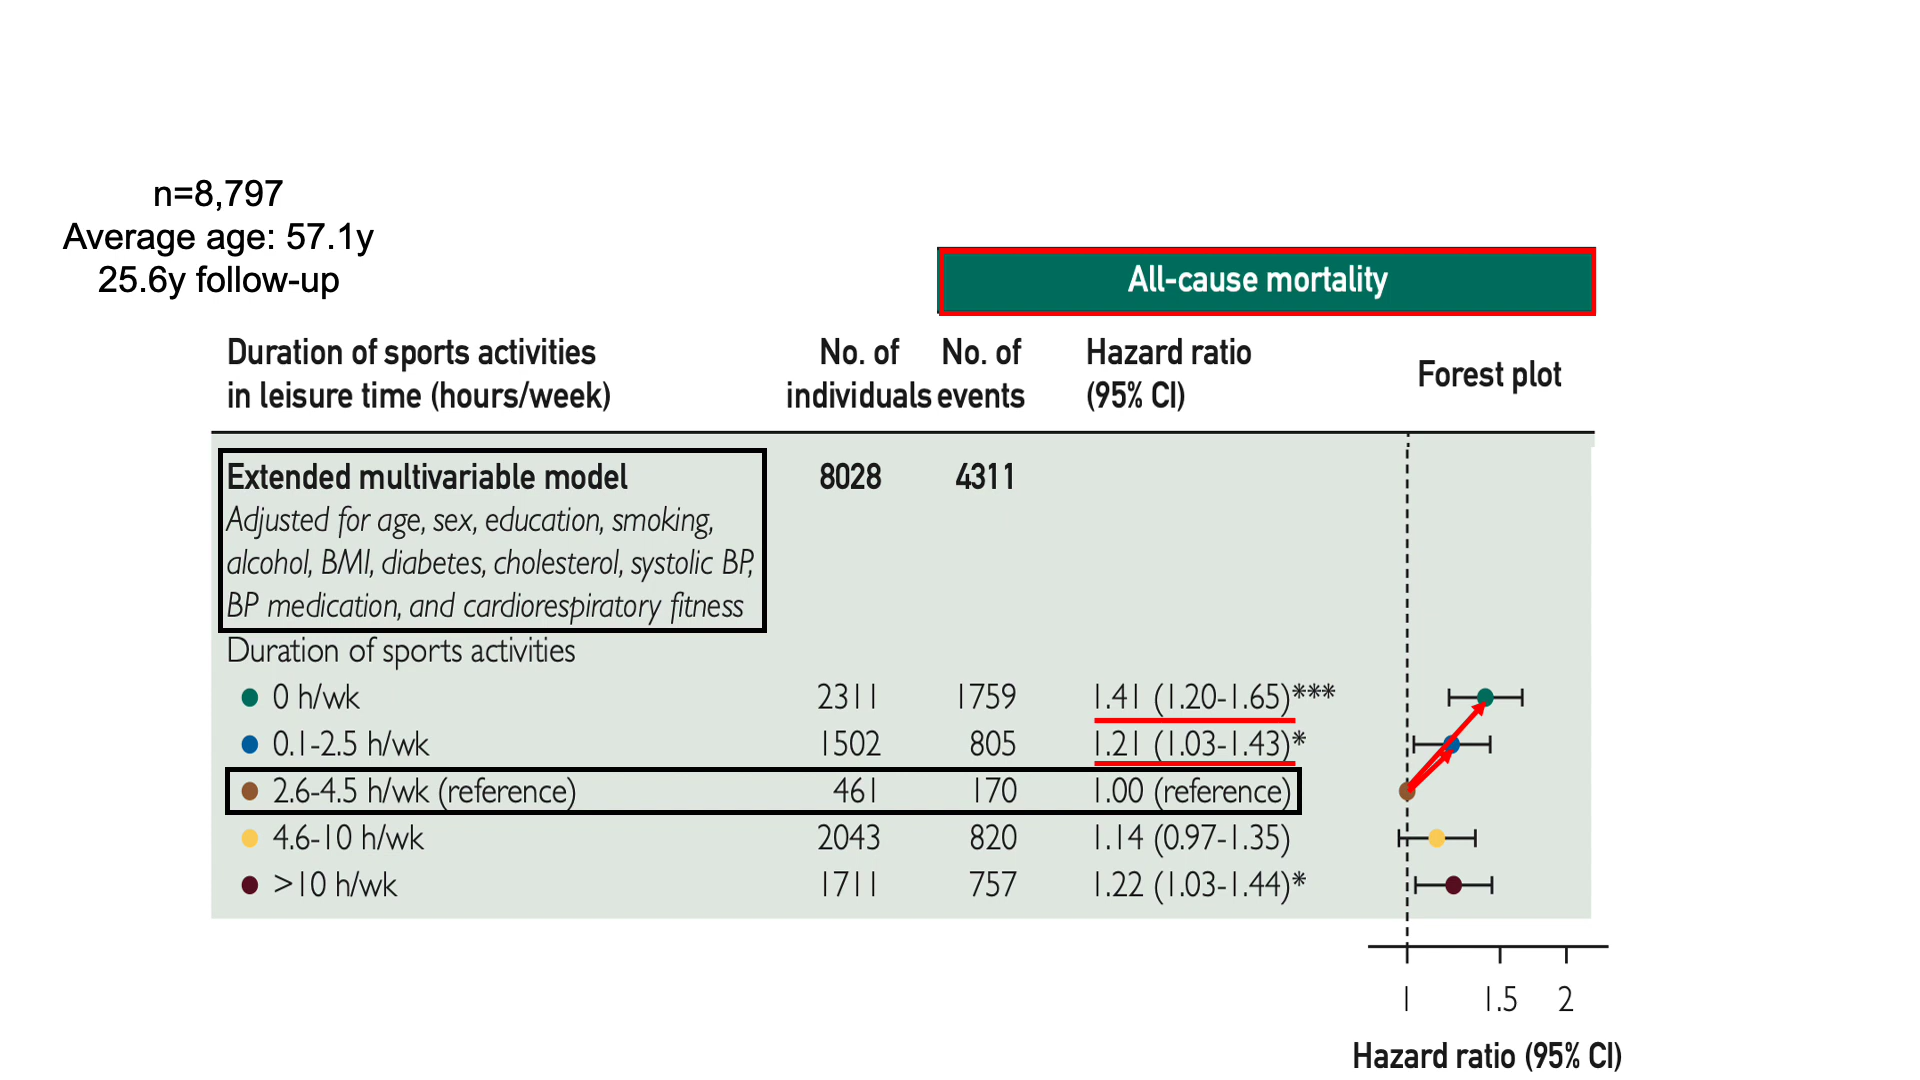 n=8,797
Average age: 57.1y
25.6y follow-up
All-cause mortality
Duration of sports activities
in leisure time (hours/week)
No. of
individuals
No. of
events
Hazard ratio
(95% CI)
Forest plot
Extended multivariable model 8028 4311
Adjusted for age, sex, education, smoking,
alcohol, BMI, diabetes, cholesterol, systolic BP,
BP medication, and cardiorespiratory fitness
Duration of sports activities
0 h/wk 2311 1759 1.41 (1.20-1.65)***
0.1-2.5 h/wk 1502 805 1.21 (1.03-1.43)*
2.6-4.5 h/wk (reference) 461 170 1.00 (reference)
4.6-10 h/wk 2043 820 1.14 (0.97-1.35)
>10 h/wk 1711 757 1.22 (1.03-1.44)*
1 1.5 2
Hazard ratio (95% CI)